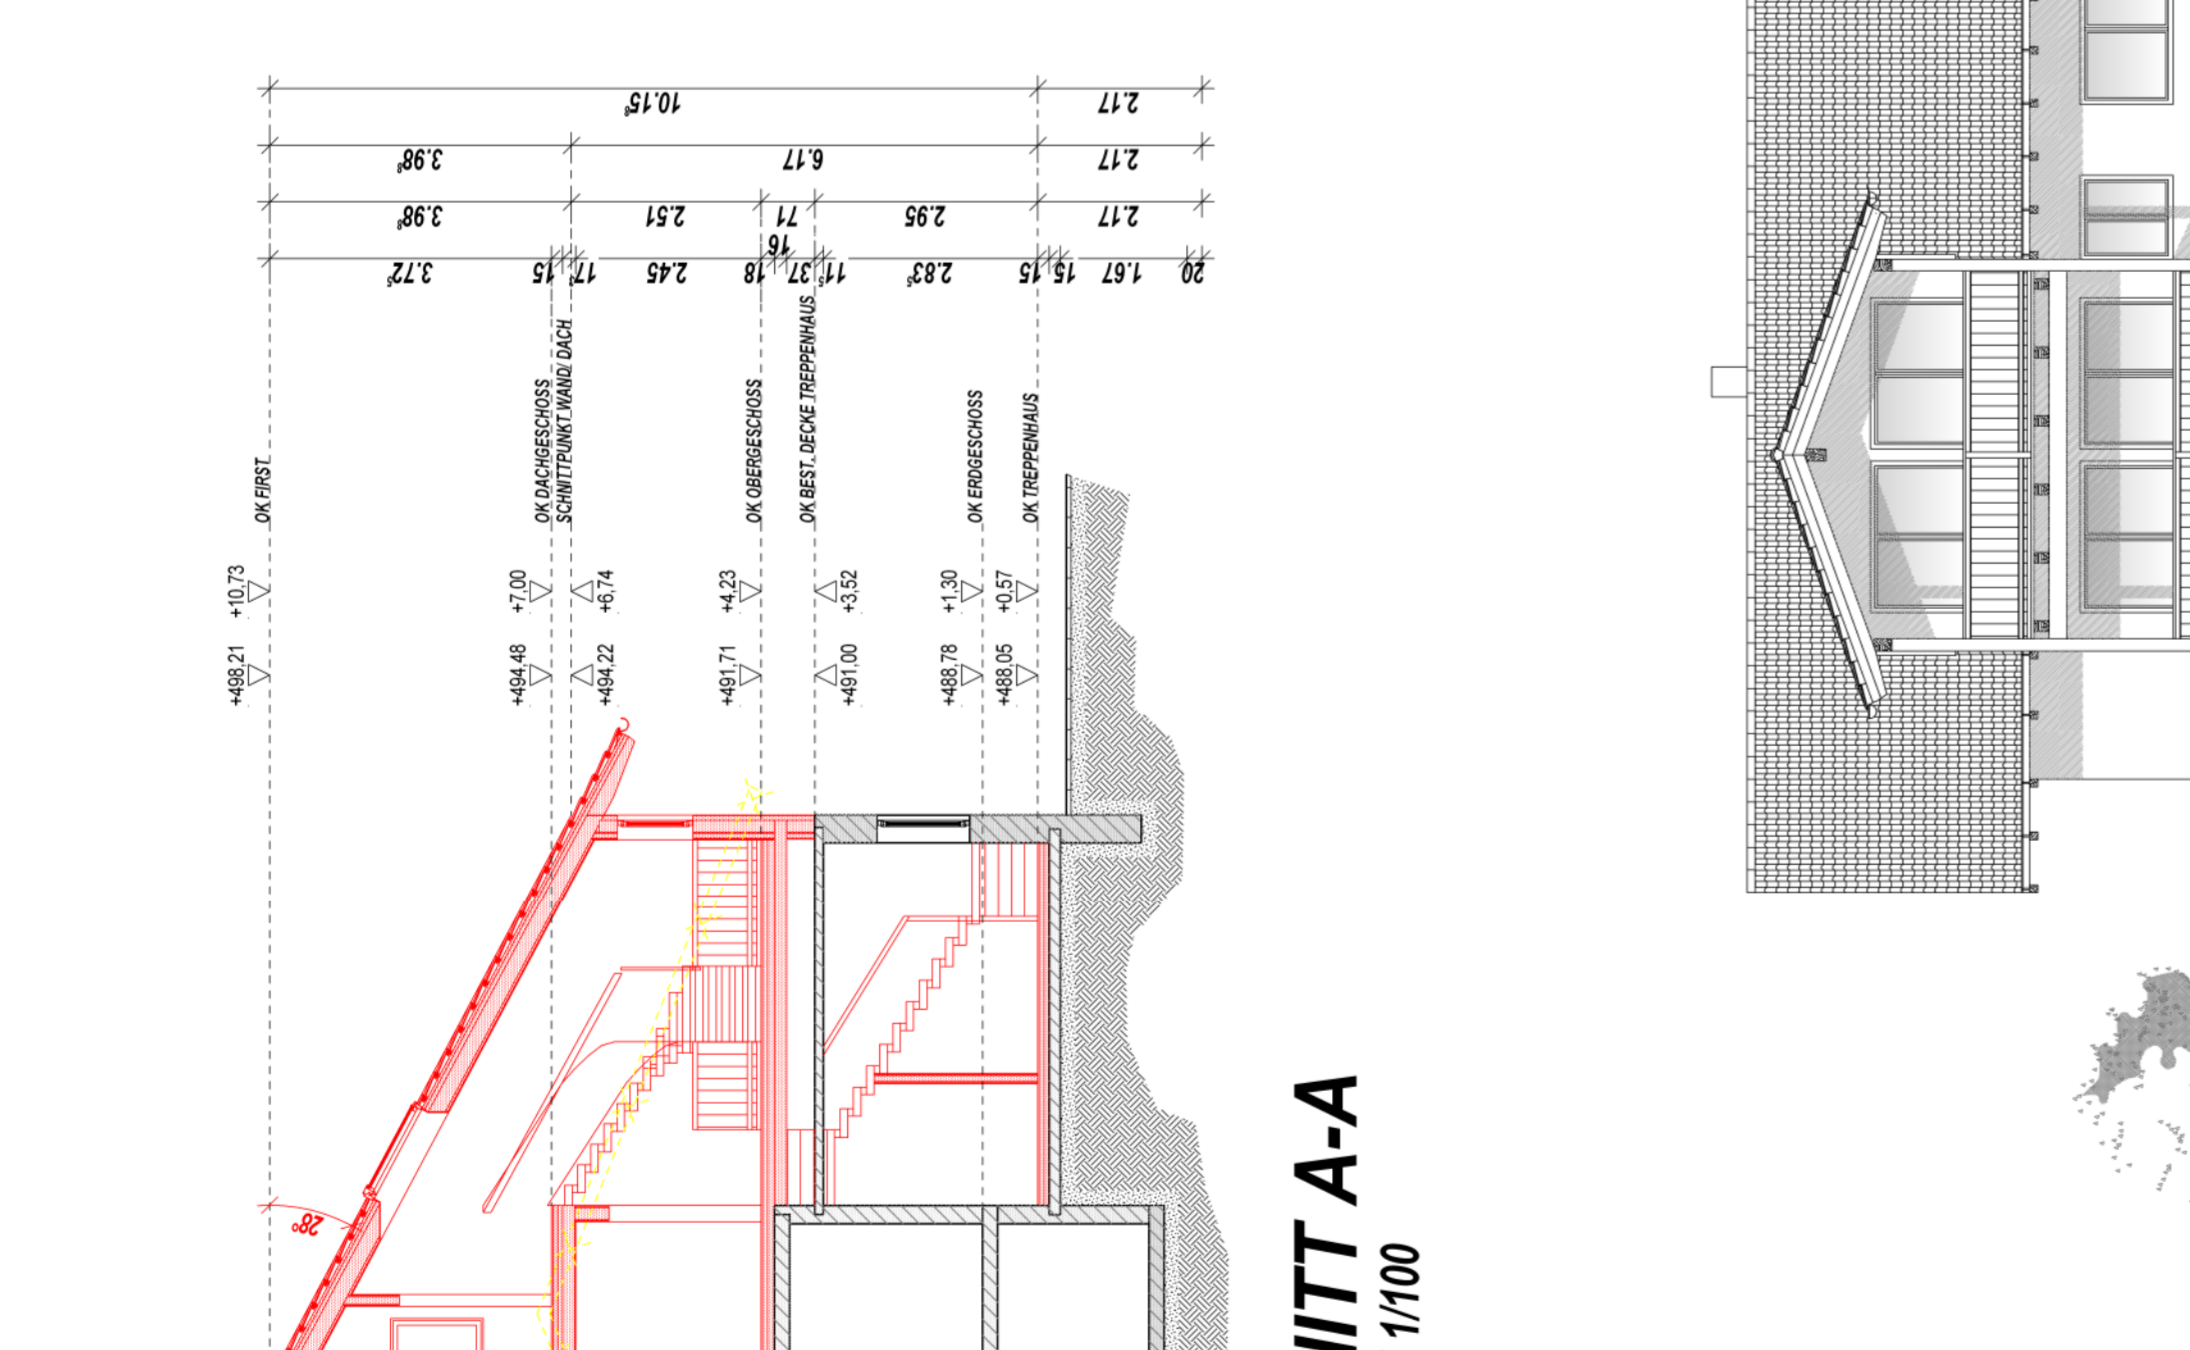 10.15⁸ 2.17
3.98⁸ 6.17 2.17
3.98⁸ 2.51 71 2.95 2.17
16
3.72⁵ 15 17⁵ 2.45 18 37 11⁵ 2.83⁵ 15 15 1.67 20
OK FIRST
OK DACHGESCHOSS
SCHNITTPUNKT WAND/ DACH
OK OBERGESCHOSS
OK BEST. DECKE TREPPENHAUS
OK ERDGESCHOSS
OK TREPPENHAUS
+10,73
+7,00
+6,74
+4,23
+3,52
+1,30
+0,57
+498,21
+494,48
+494,22
+491,71
+491,00
+488,78
+488,05
28°
ITT A-A
1/100